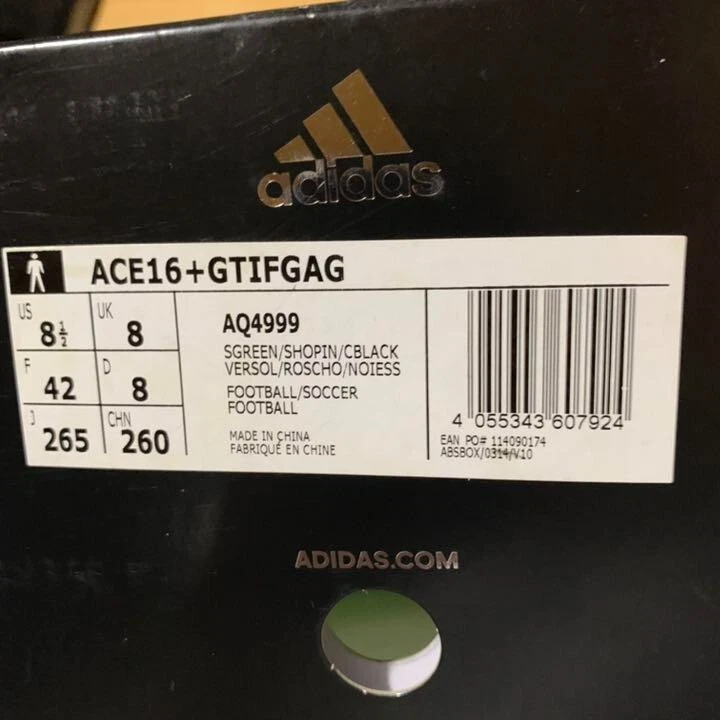 adidas
ACE16+GTIFGAG
US 8½ UK 8
F 42 D 8
J 265 CHN 260
AQ4999
SGREEN/SHOPIN/CBLACK
VERSOL/ROSCHO/NOIESS
FOOTBALL/SOCCER
FOOTBALL
MADE IN CHINA
FABRIQUÉ EN CHINE
4 055343 607924
EAN PO# 114090174
ABSBOX/0314/V10
ADIDAS.COM